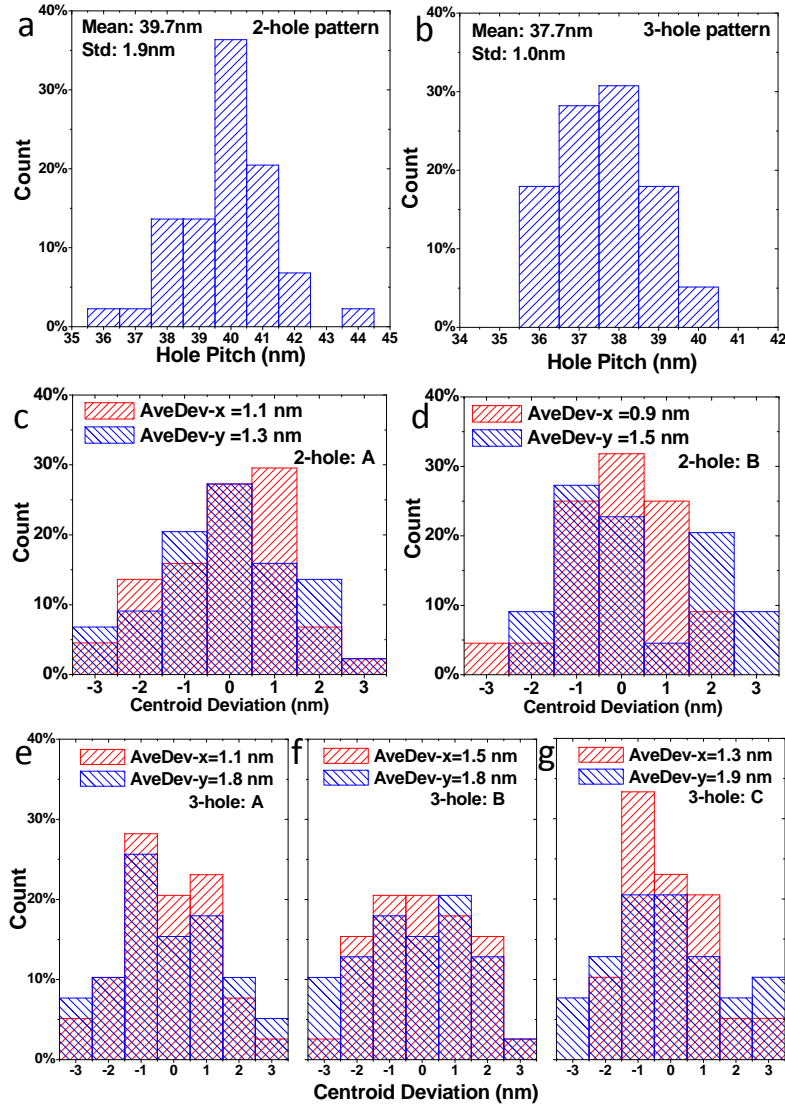 a
Mean: 39.7nm
Std: 1.9nm
2-hole pattern
40%
30%
20%
10%
0%
Count
35 36 37 38 39 40 41 42 43 44 45
Hole Pitch (nm)
b
Mean: 37.7nm
Std: 1.0nm
3-hole pattern
40%
30%
20%
10%
0%
Count
34 35 36 37 38 39 40 41 42
Hole Pitch (nm)
c
AveDev-x =1.1 nm
AveDev-y =1.3 nm
2-hole: A
40%
30%
20%
10%
0%
Count
-3 -2 -1 0 1 2 3
Centroid Deviation (nm)
d
AveDev-x =0.9 nm
AveDev-y =1.5 nm
2-hole: B
40%
30%
20%
10%
0%
Count
-3 -2 -1 0 1 2 3
Centroid Deviation (nm)
e
AveDev-x=1.1 nm
AveDev-y=1.8 nm
3-hole: A
40%
30%
20%
10%
0%
Count
-3 -2 -1 0 1 2 3
f
AveDev-x=1.5 nm
AveDev-y=1.8 nm
3-hole: B
-3 -2 -1 0 1 2 3
g
AveDev-x=1.3 nm
AveDev-y=1.9 nm
3-hole: C
-3 -2 -1 0 1 2 3
Centroid Deviation (nm)